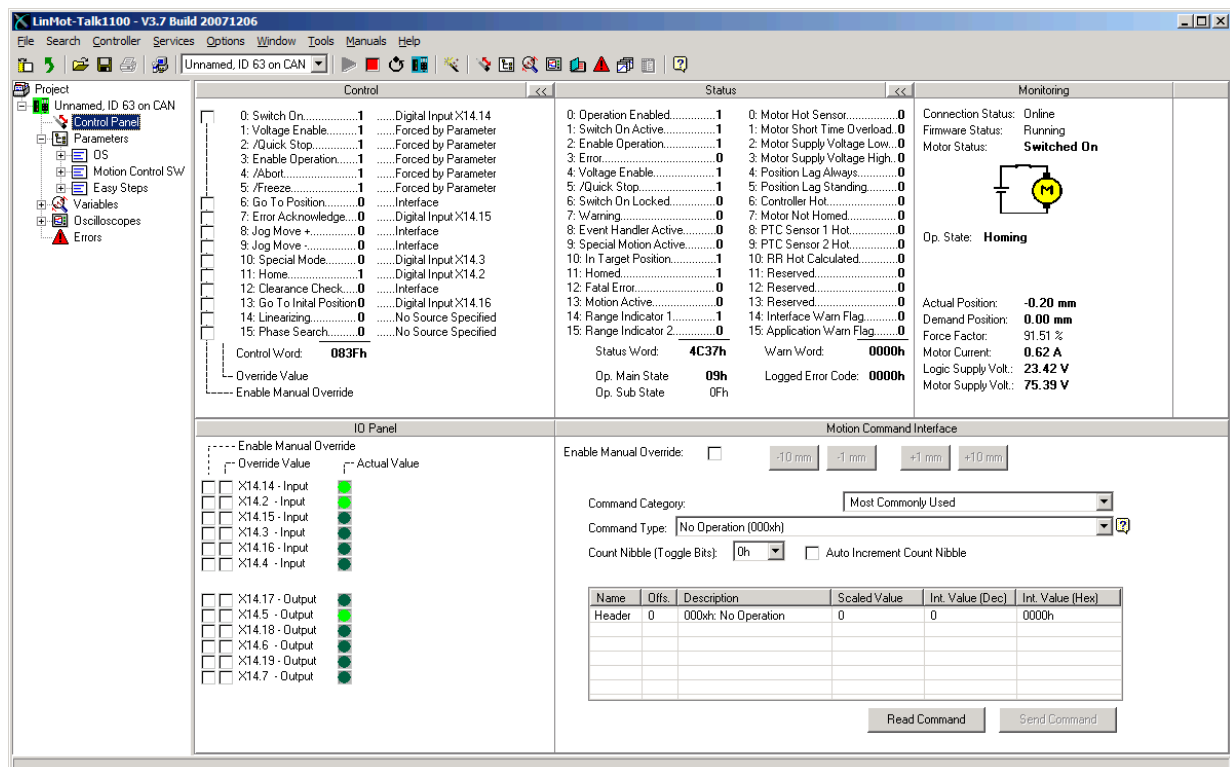 LinMot-Talk1100 - V3.7 Build 20071206
File Search Controller Services Options Window Tools Manuals Help
Unnamed, ID 63 on CAN
Project
Unnamed, ID 63 on CAN
Control Panel
Parameters
OS
Motion Control SW
Easy Steps
Variables
Oscilloscopes
Errors
Control <<
0: Switch On............1 ......Digital Input X14.14
1: Voltage Enable..........1 ......Forced by Parameter
2: /Quick Stop............1 ......Forced by Parameter
3: Enable Operation......1 ......Forced by Parameter
4: /Abort..................1 ......Forced by Parameter
5: /Freeze................1 ......Forced by Parameter
6: Go To Position..........0 ......Interface
7: Error Acknowledge....0 ......Digital Input X14.15
8: Jog Move +............0 ......Interface
9: Jog Move -............0 ......Interface
10: Special Mode..........0 ......Digital Input X14.3
11: Home..................1 ......Digital Input X14.2
12: Clearance Check.....0 ......Interface
13: Go To Inital Position0 ......Digital Input X14.16
14: Linearizing............0 ......No Source Specified
15: Phase Search........0 ......No Source Specified
Control Word: 083Fh
Override Value
Enable Manual Override
Status <<
0: Operation Enabled..........1
1: Switch On Active............1
2: Enable Operation............1
3: Error........................0
4: Voltage Enable..............1
5: /Quick Stop.................1
6: Switch On Locked...........0
7: Warning.....................0
8: Event Handler Active.......0
9: Special Motion Active......0
10: In Target Position..........1
11: Homed.....................1
12: Fatal Error..................0
13: Motion Active..............0
14: Range Indicator 1..........1
15: Range Indicator 2..........0
Status Word: 4C37h
Op. Main State 09h
Op. Sub State 0Fh
0: Motor Hot Sensor............0
1: Motor Short Time Overload..0
2: Motor Supply Voltage Low...0
3: Motor Supply Voltage High..0
4: Position Lag Always.........0
5: Position Lag Standing.......0
6: Controller Hot...............0
7: Motor Not Homed............0
8: PTC Sensor 1 Hot............0
9: PTC Sensor 2 Hot............0
10: RR Hot Calculated.........0
11: Reserved...................0
12: Reserved...................0
13: Reserved...................0
14: Interface Warn Flag........0
15: Application Warn Flag......0
Warn Word: 0000h
Logged Error Code: 0000h
Monitoring
Connection Status: Online
Firmware Status: Running
Motor Status: Switched On
M
Op. State: Homing
Actual Position: -0.20 mm
Demand Position: 0.00 mm
Force Factor: 91.51 %
Motor Current: 0.62 A
Logic Supply Volt.: 23.42 V
Motor Supply Volt.: 75.39 V
IO Panel
Enable Manual Override
Override Value Actual Value
X14.14 - Input
X14.2 - Input
X14.15 - Input
X14.3 - Input
X14.16 - Input
X14.4 - Input
X14.17 - Output
X14.5 - Output
X14.18 - Output
X14.6 - Output
X14.19 - Output
X14.7 - Output
Motion Command Interface
Enable Manual Override: -10 mm -1 mm +1 mm +10 mm
Command Category: Most Commonly Used
Command Type: No Operation (000xh)
Count Nibble (Toggle Bits): 0h Auto Increment Count Nibble
Name Offs. Description Scaled Value Int. Value (Dec) Int. Value (Hex)
Header 0 000xh: No Operation 0 0 0000h
Read Command Send Command